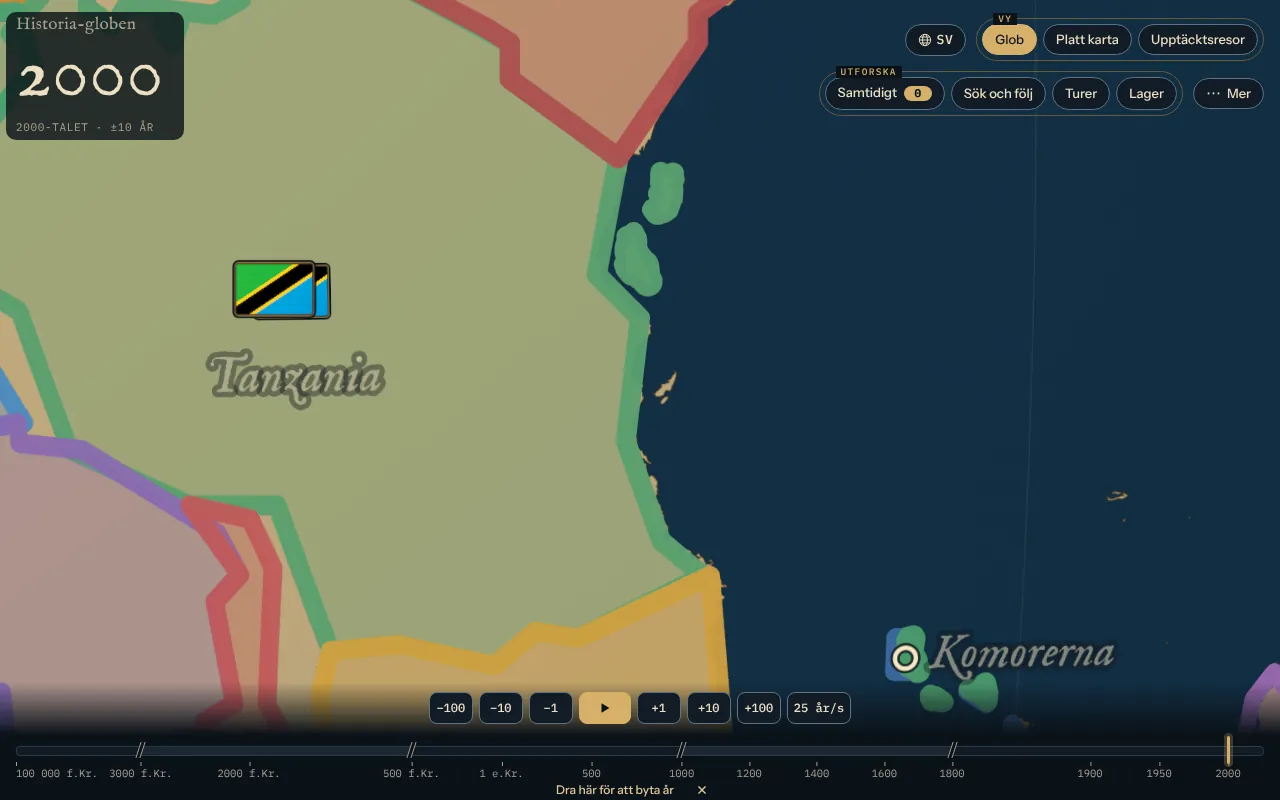 Historia-globen
2000
2000-TALET · ±10 ÅR
SV
VY
Glob
Platt karta
Upptäcktsresor
UTFORSKA
Samtidigt 0
Sök och följ
Turer
Lager
··· Mer
Tanzania
Komorerna
−100
−10
−1
+1
+10
+100
25 år/s
100 000 f.Kr.
3000 f.Kr.
2000 f.Kr.
500 f.Kr.
1 e.Kr.
500
1000
1200
1400
1600
1800
1900
1950
2000
Dra här för att byta år ✕